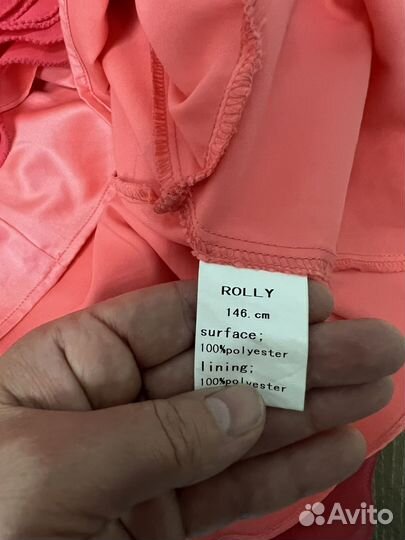 ROLLY
146. cm
surface;
100%polyester
lining;
100%polyester
Avito